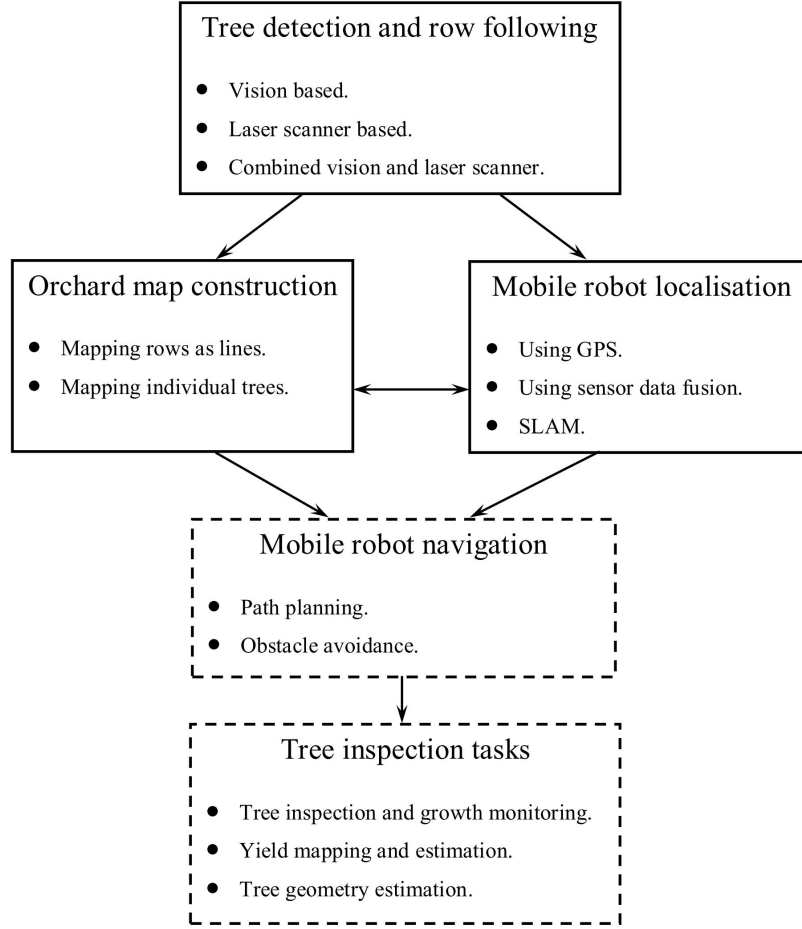 Tree detection and row following
● Vision based.
● Laser scanner based.
● Combined vision and laser scanner.
Orchard map construction
● Mapping rows as lines.
● Mapping individual trees.
Mobile robot localisation
● Using GPS.
● Using sensor data fusion.
● SLAM.
Mobile robot navigation
● Path planning.
● Obstacle avoidance.
Tree inspection tasks
● Tree inspection and growth monitoring.
● Yield mapping and estimation.
● Tree geometry estimation.